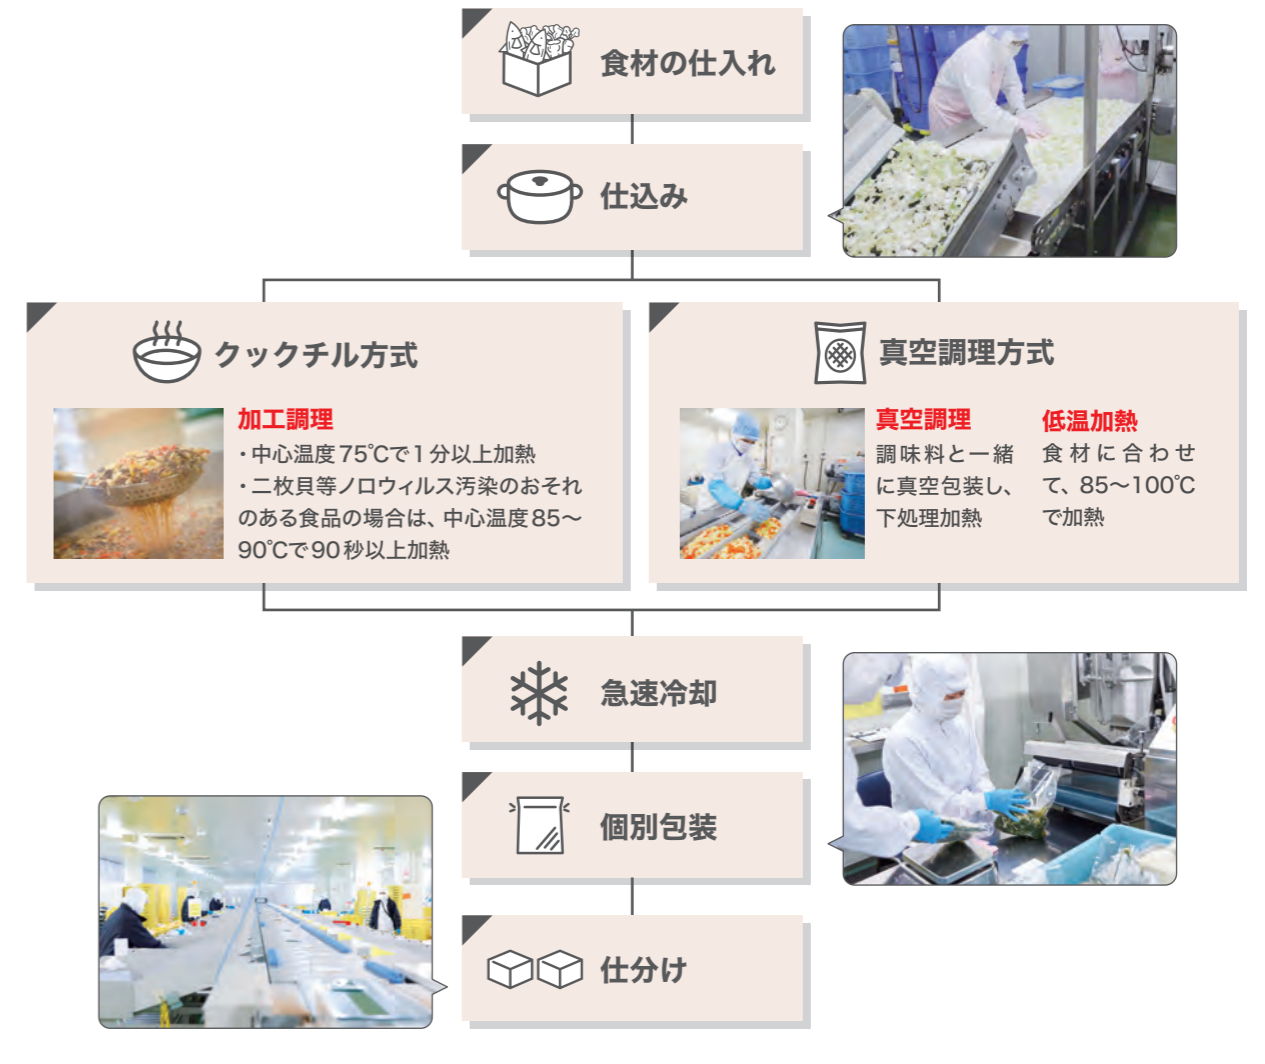 食材の仕入れ
仕込み
クックチル方式
加工調理
・中心温度75℃で1分以上加熱
・二枚貝等ノロウィルス汚染のおそれ
のある食品の場合は、中心温度85～
90℃で90秒以上加熱
真空調理方式
真空調理
調味料と一緒
に真空包装し、
下処理加熱
低温加熱
食材に合わせ
て、85～100℃
で加熱
急速冷却
個別包装
仕分け